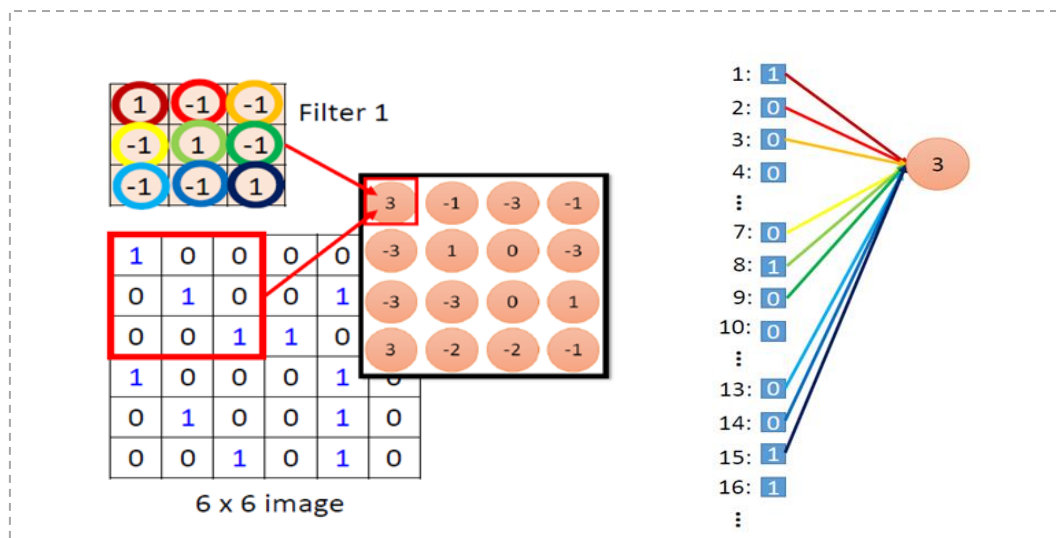 1 -1 -1
Filter 1
-1 1 -1
-1 -1 1
3 -1 -3 -1
-3 1 0 -3
-3 -3 0 1
3 -2 -2 -1
1 0 0 0 0
0 1 0 0 1
0 0 1 1 0
1 0 0 0 1
0 1 0 0 1 0
0 0 1 0 1 0
6 x 6 image
1: 1
2: 0
3: 0
4: 0
⋮
7: 0
8: 1
9: 0
10: 0
⋮
13: 0
14: 0
15: 1
16: 1
⋮
3